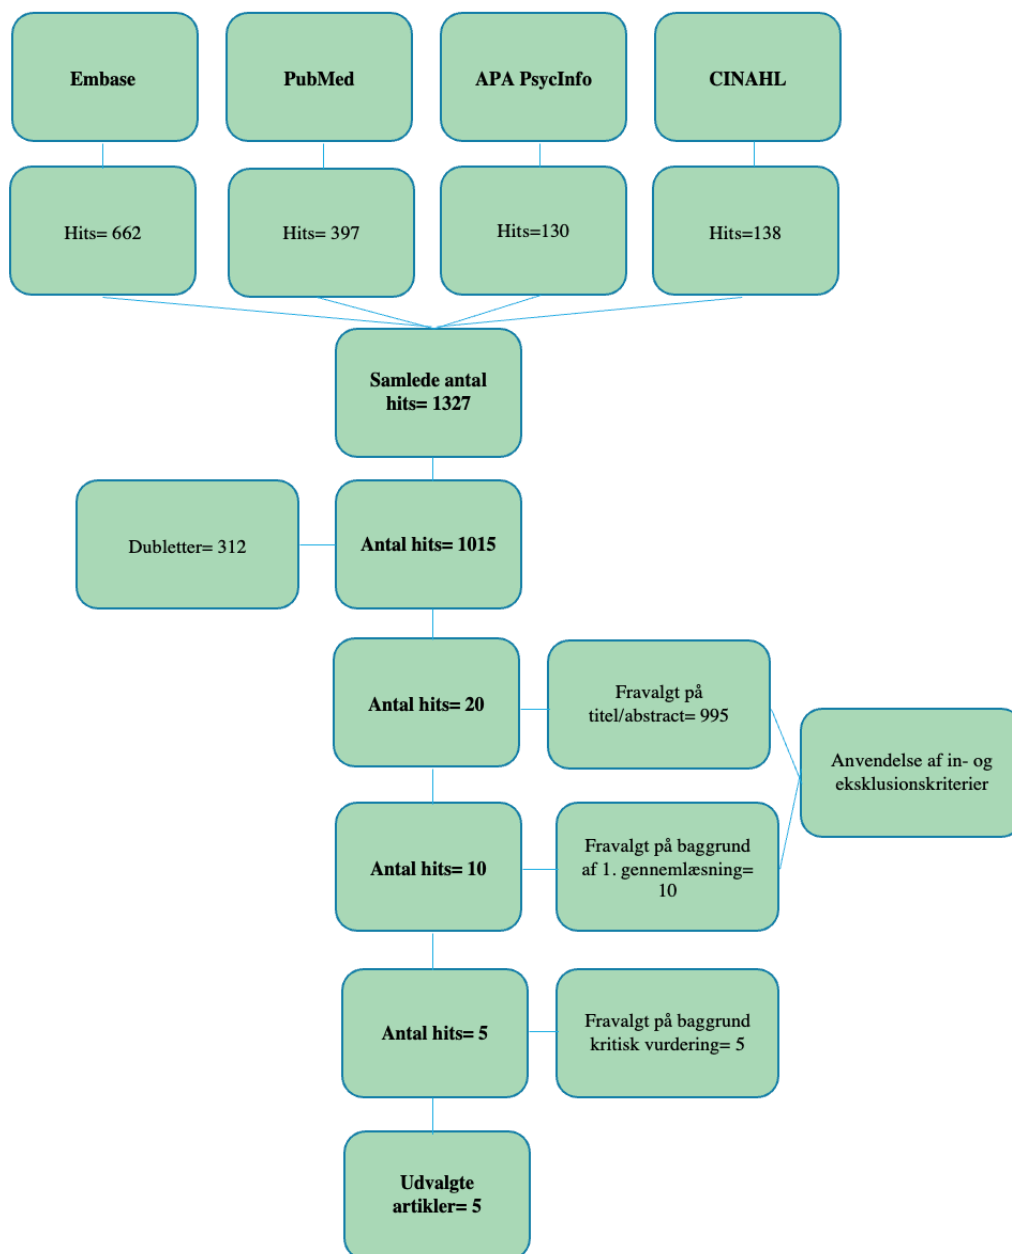 Embase
PubMed
APA PsycInfo
CINAHL
Hits= 662
Hits= 397
Hits=130
Hits=138
Samlede antal
hits= 1327
Dubletter= 312
Antal hits= 1015
Antal hits= 20
Fravalgt på
titel/abstract= 995
Anvendelse af in- og
eksklusionskriterier
Antal hits= 10
Fravalgt på baggrund
af 1. gennemlæsning=
10
Antal hits= 5
Fravalgt på baggrund
kritisk vurdering= 5
Udvalgte
artikler= 5